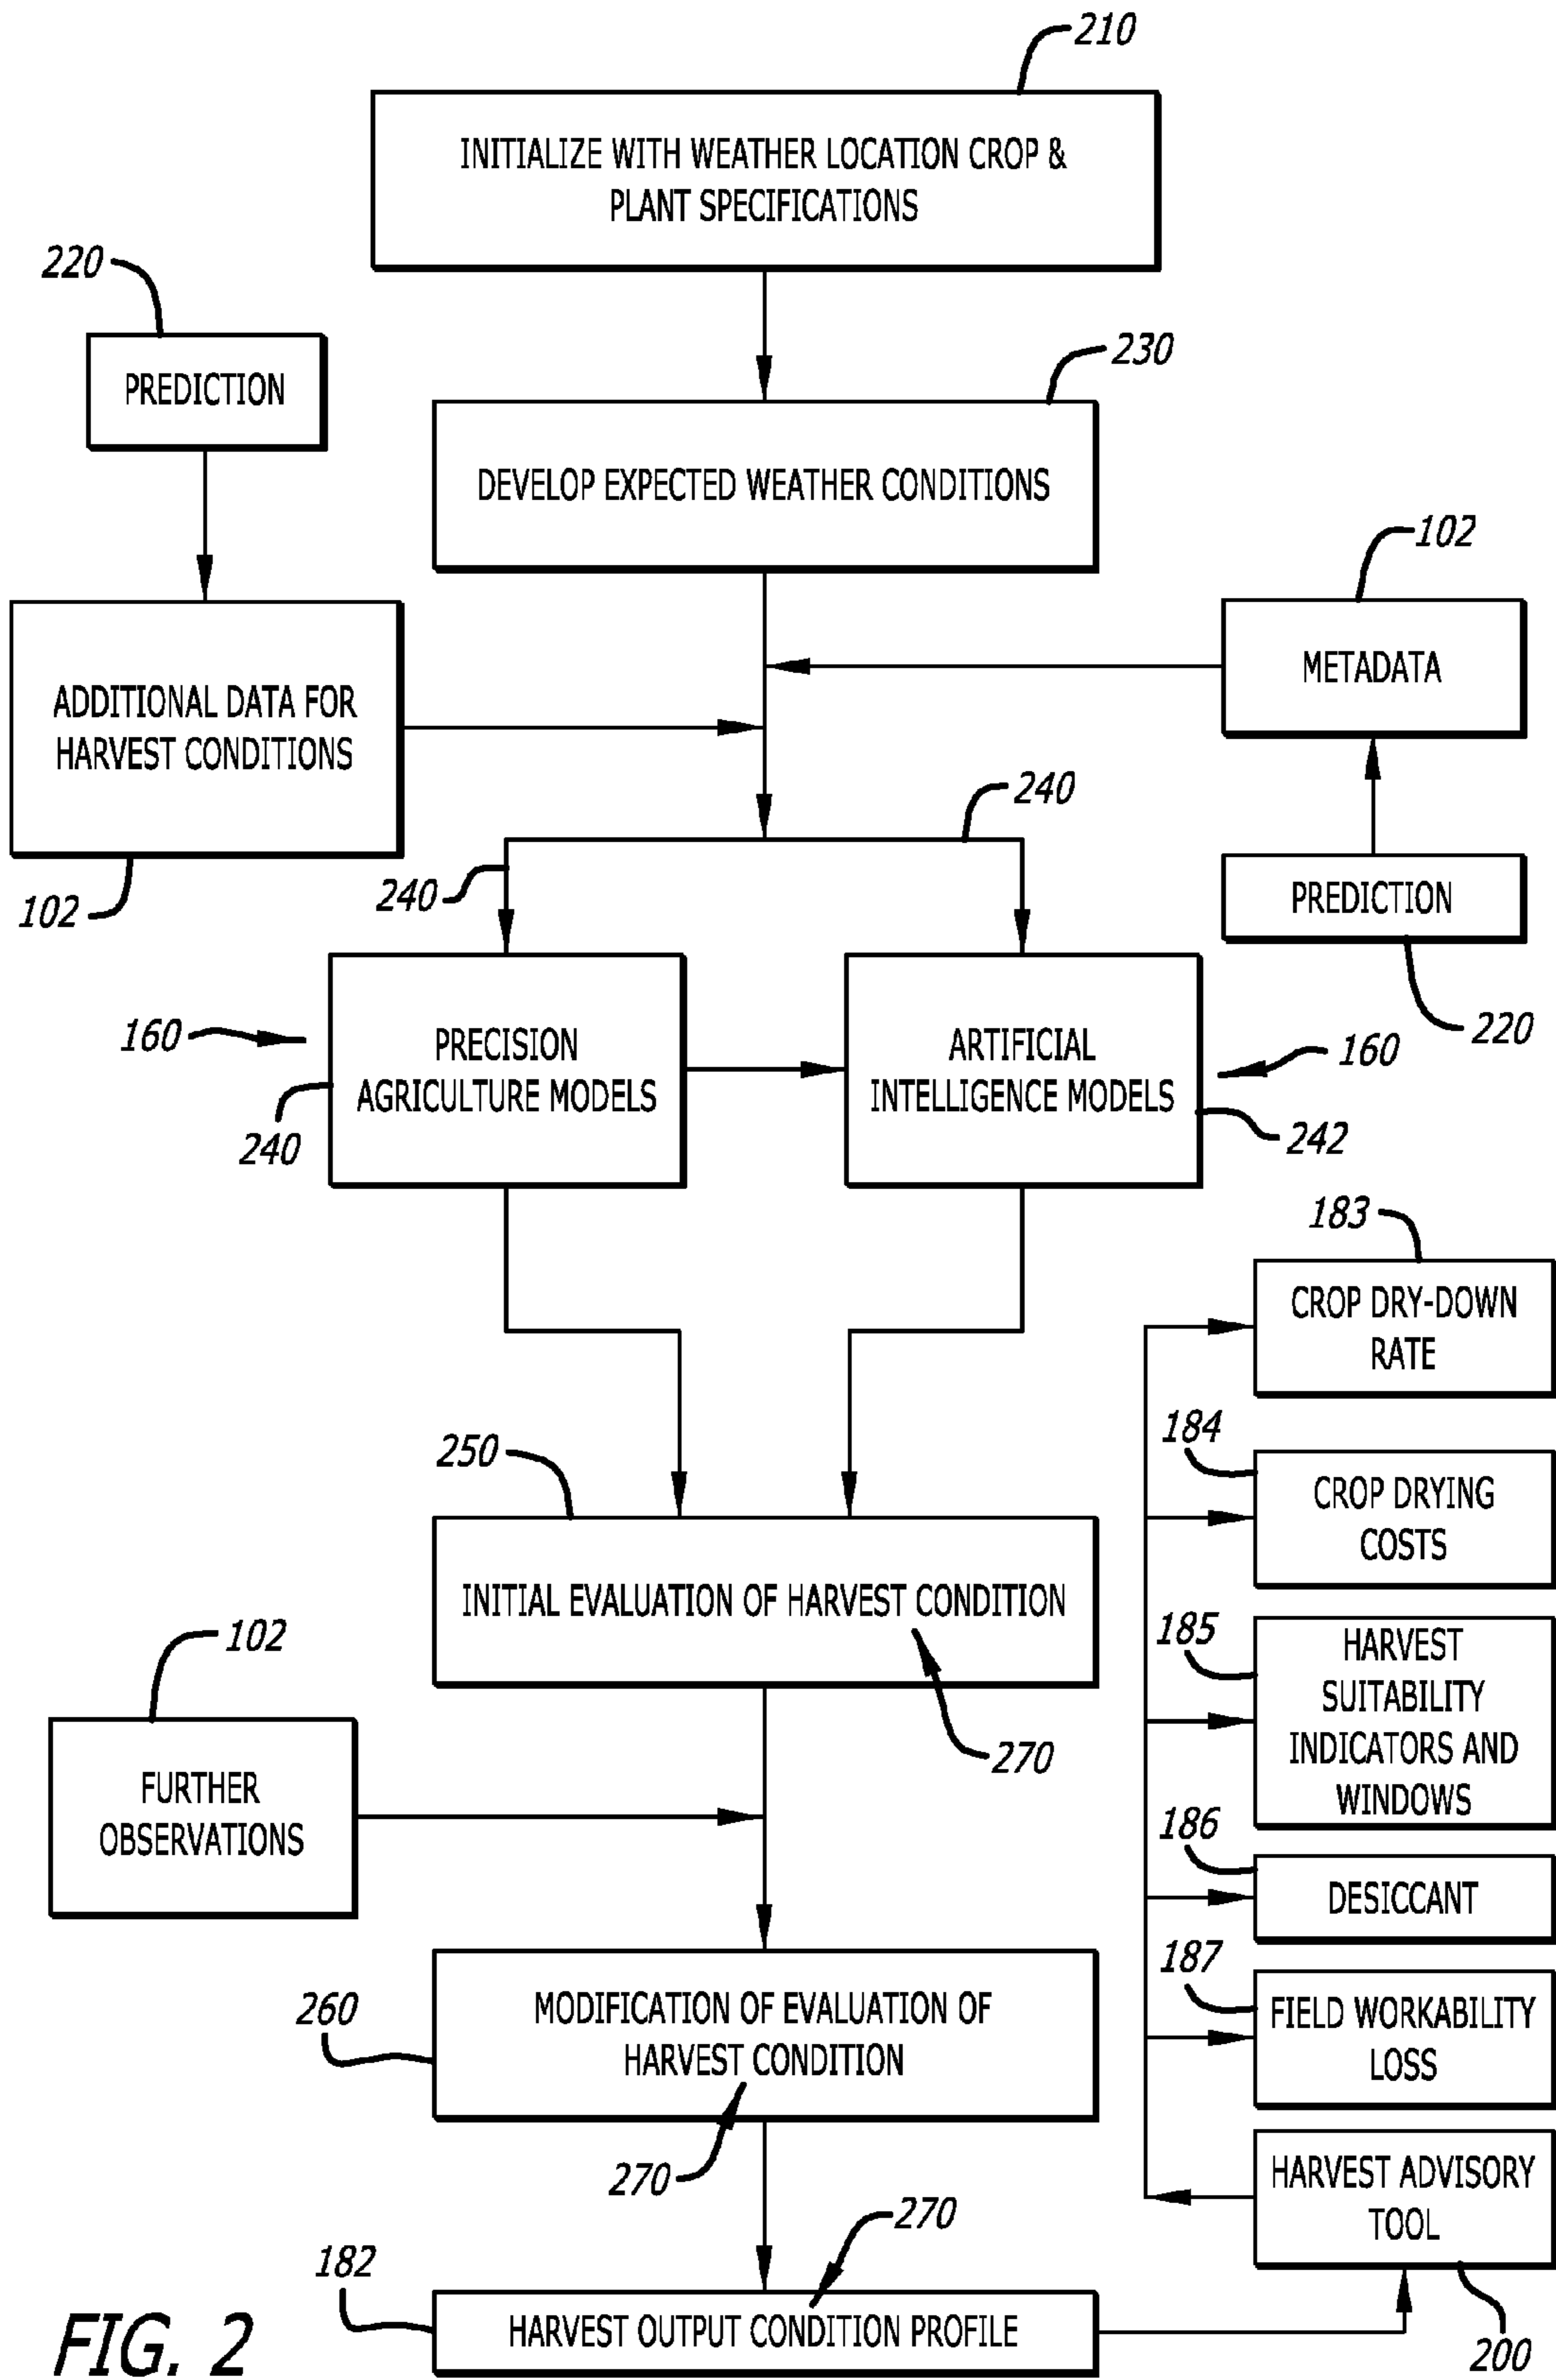 210
INITIALIZE WITH WEATHER LOCATION CROP &
PLANT SPECIFICATIONS
220
PREDICTION
230
DEVELOP EXPECTED WEATHER CONDITIONS
102
METADATA
ADDITIONAL DATA FOR
HARVEST CONDITIONS
102
240
240
PREDICTION
220
160
PRECISION
AGRICULTURE MODELS
240
ARTIFICIAL
INTELLIGENCE MODELS
160
242
183
CROP DRY-DOWN
RATE
184
CROP DRYING
COSTS
250
INITIAL EVALUATION OF HARVEST CONDITION
270
185
HARVEST
SUITABILITY
INDICATORS AND
WINDOWS
102
FURTHER
OBSERVATIONS
186
DESICCANT
187
FIELD WORKABILITY
LOSS
260
MODIFICATION OF EVALUATION OF
HARVEST CONDITION
270
270
HARVEST ADVISORY
TOOL
200
182
HARVEST OUTPUT CONDITION PROFILE
FIG. 2